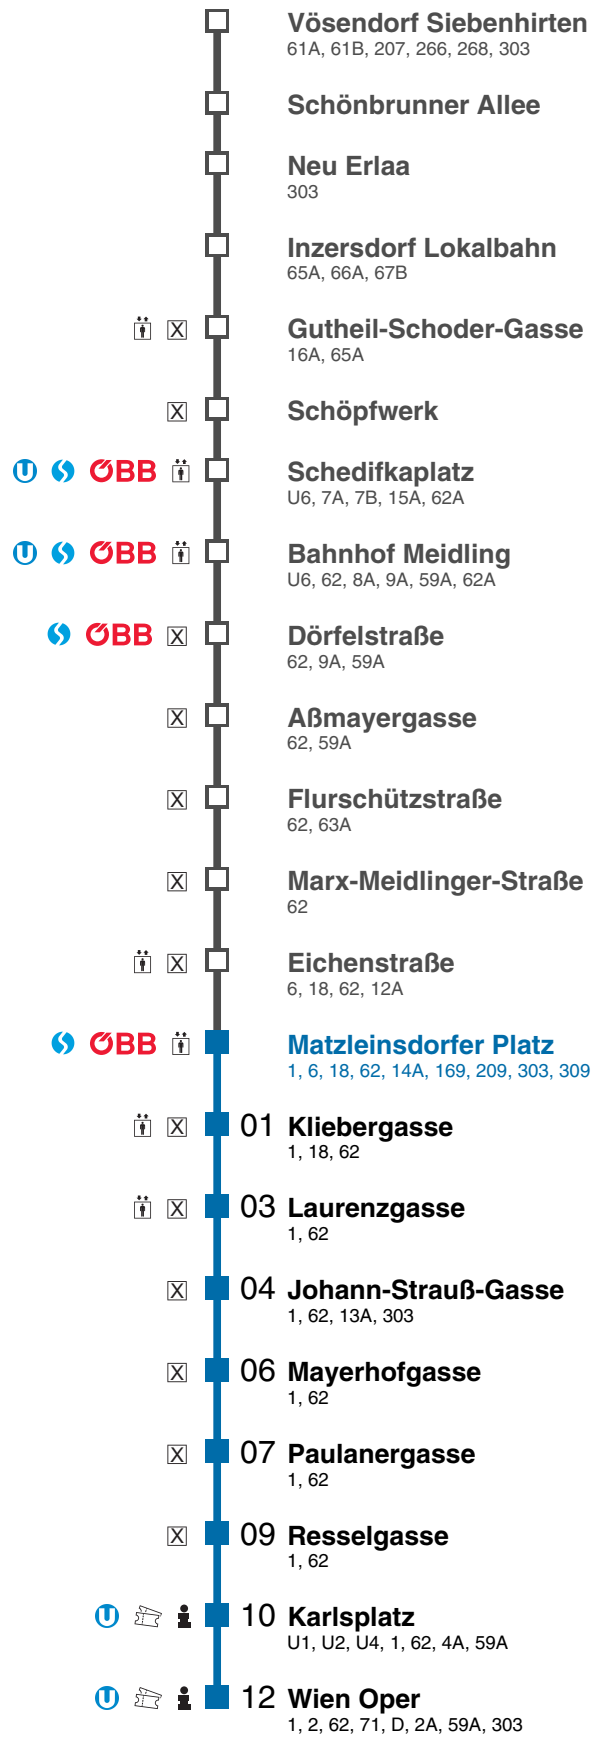 Vösendorf Siebenhirten
61A, 61B, 207, 266, 268, 303
Schönbrunner Allee
Neu Erlaa
303
Inzersdorf Lokalbahn
65A, 66A, 67B
X Gutheil-Schoder-Gasse
16A, 65A
X Schöpfwerk
U ÖBB Schedifkaplatz
U6, 7A, 7B, 15A, 62A
U ÖBB Bahnhof Meidling
U6, 62, 8A, 9A, 59A, 62A
ÖBB X Dörfelstraße
62, 9A, 59A
X Aßmayergasse
62, 59A
X Flurschützstraße
62, 63A
X Marx-Meidlinger-Straße
62
X Eichenstraße
6, 18, 62, 12A
ÖBB Matzleinsdorfer Platz
1, 6, 18, 62, 14A, 169, 209, 303, 309
X 01 Kliebergasse
1, 18, 62
X 03 Laurenzgasse
1, 62
X 04 Johann-Strauß-Gasse
1, 62, 13A, 303
X 06 Mayerhofgasse
1, 62
X 07 Paulanergasse
1, 62
X 09 Resselgasse
1, 62
U 10 Karlsplatz
U1, U2, U4, 1, 62, 4A, 59A
U 12 Wien Oper
1, 2, 62, 71, D, 2A, 59A, 303